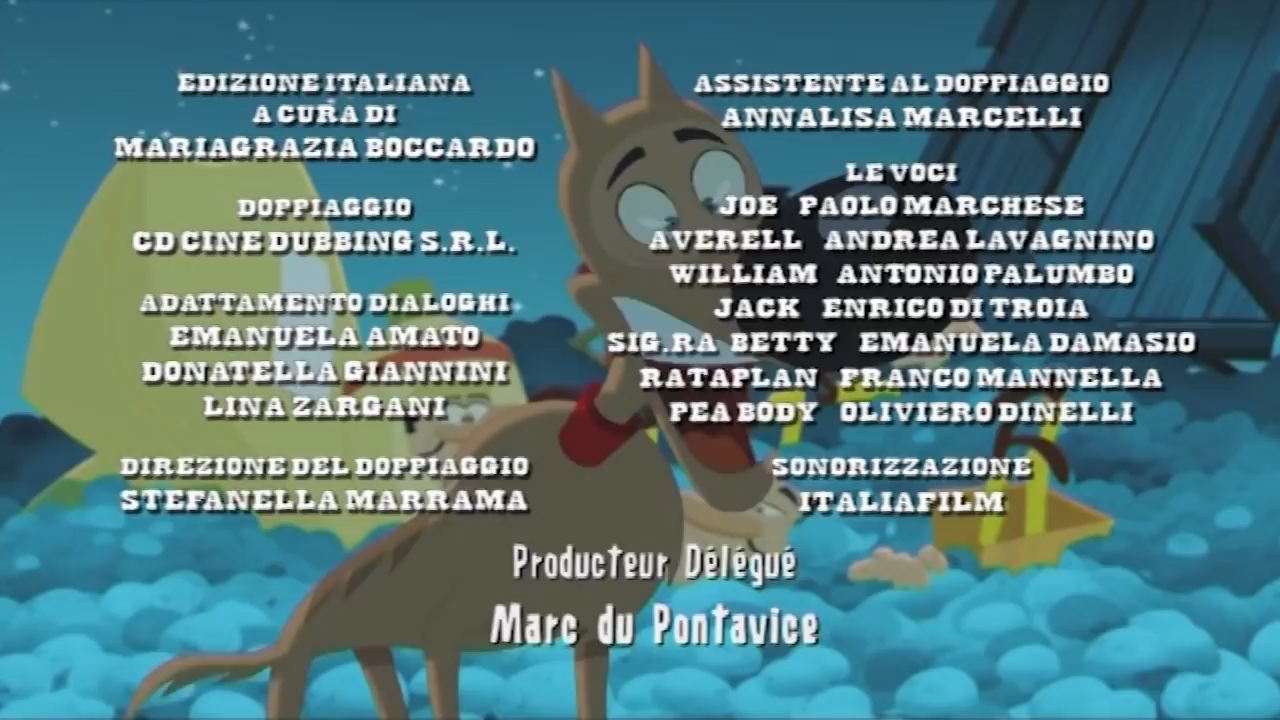 EDIZIONE ITALIANA
A CURA DI
MARIAGRAZIA BOCCARDO
DOPPIAGGIO
CD CINE DUBBING S.R.L.
ADATTAMENTO DIALOGHI
EMANUELA AMATO
DONATELLA GIANNINI
LINA ZARGANI
DIREZIONE DEL DOPPIAGGIO
STEFANELLA MARRAMA
ASSISTENTE AL DOPPIAGGIO
ANNALISA MARCELLI
LE VOCI
JOE PAOLO MARCHESE
AVERELL ANDREA LAVAGNINO
WILLIAM ANTONIO PALUMBO
JACK ENRICO DI TROIA
SIG.RA BETTY EMANUELA DAMASIO
RATAPLAN FRANCO MANNELLA
PEA BODY OLIVIERO DINELLI
SONORIZZAZIONE
ITALIAFILM
Producteur Délégué
Marc du Pontavice